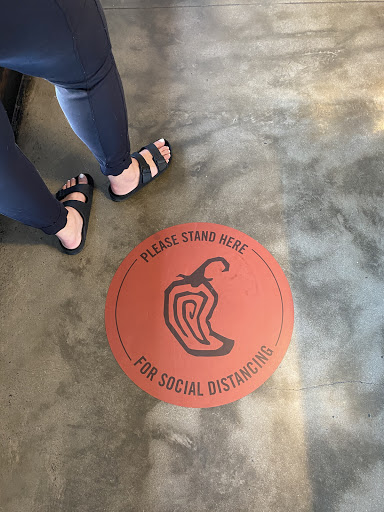 PLEASE STAND HERE
FOR SOCIAL DISTANCING